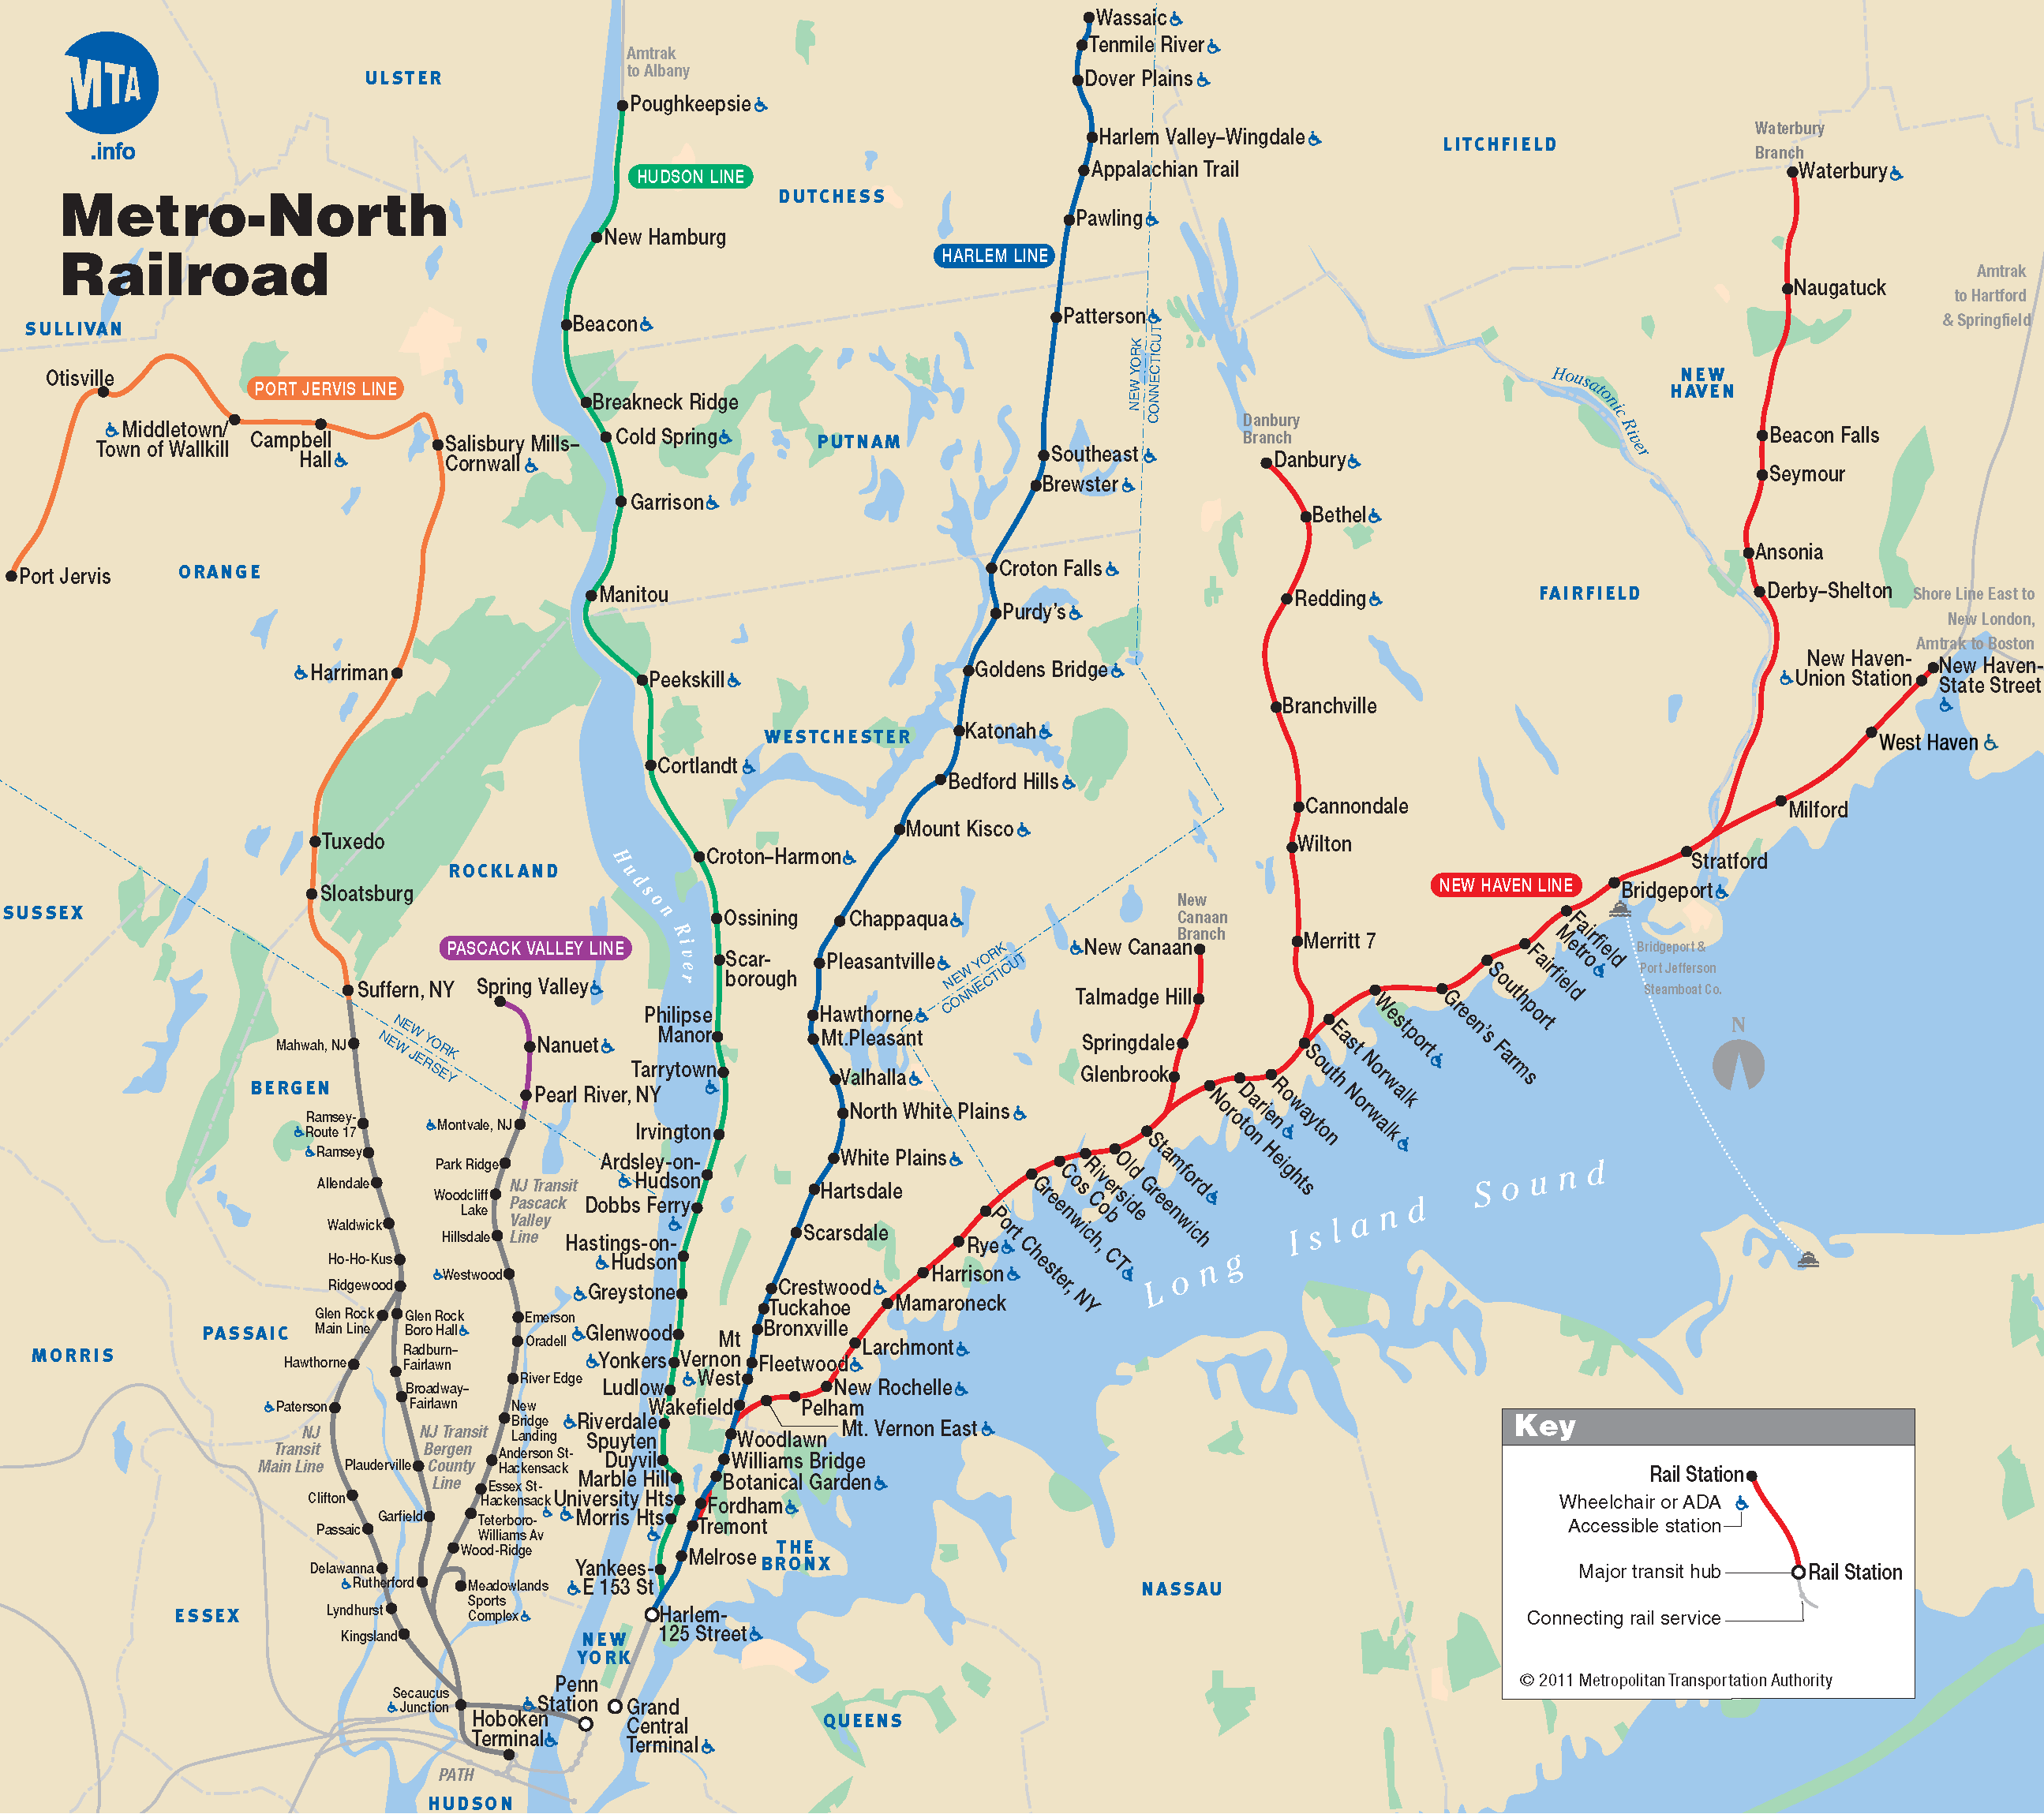 MTA
.info
Metro-North
Railroad
ULSTER
Amtrak
to Albany
Poughkeepsie
HUDSON LINE
DUTCHESS
New Hamburg
Beacon
Breakneck Ridge
Cold Spring
PUTNAM
Garrison
Manitou
Peekskill
WESTCHESTER
Cortlandt
Croton–Harmon
Ossining
Scar-
borough
Philipse
Manor
Tarrytown
Irvington
Ardsley-on-
Hudson
Dobbs Ferry
Hastings-on-
Hudson
Greystone
Glenwood
Yonkers
Ludlow
Riverdale
Spuyten
Duyvil
Marble Hill
University Hts
Morris Hts
Yankees-
E 153 St
Harlem-
125 Street
NEW
YORK
Penn
Station
Grand
Central
Terminal
Hudson River
SULLIVAN
Otisville
PORT JERVIS LINE
Middletown/
Town of Wallkill
Campbell
Hall
Salisbury Mills–
Cornwall
Port Jervis
ORANGE
Harriman
Tuxedo
Sloatsburg
ROCKLAND
SUSSEX
Suffern, NY
PASCACK VALLEY LINE
Spring Valley
Nanuet
Pearl River, NY
NEW YORK
NEW JERSEY
Mahwah, NJ
BERGEN
Ramsey-
Route 17
Ramsey
Allendale
Waldwick
Ho-Ho-Kus
Ridgewood
Glen Rock
Main Line
Glen Rock
Boro Hall
Radburn–
Fairlawn
Broadway–
Fairlawn
Hawthorne
Paterson
NJ
Transit
Main Line
NJ Transit
Bergen
County
Line
Plauderville
Clifton
Garfield
Passaic
Delawanna
Rutherford
Lyndhurst
Kingsland
Montvale, NJ
Park Ridge
Woodcliff
Lake
NJ Transit
Pascack
Valley
Line
Hillsdale
Westwood
Emerson
Oradell
River Edge
New
Bridge
Landing
Anderson St-
Hackensack
Essex St-
Hackensack
Teterboro-
Williams Av
Wood-Ridge
Meadowlands
Sports
Complex
Secaucus
Junction
Hoboken
Terminal
PATH
HUDSON
PASSAIC
MORRIS
ESSEX
Wassaic
Tenmile River
Dover Plains
Harlem Valley–Wingdale
Appalachian Trail
Pawling
HARLEM LINE
Patterson
NEW YORK
CONNECTICUT
Southeast
Brewster
Croton Falls
Purdy's
Goldens Bridge
Katonah
Bedford Hills
Mount Kisco
Chappaqua
Pleasantville
NEW YORK
CONNECTICUT
Hawthorne
Mt.Pleasant
Valhalla
North White Plains
White Plains
Hartsdale
Scarsdale
Crestwood
Tuckahoe
Bronxville
Fleetwood
Mt
Vernon
West
Wakefield
Woodlawn
Williams Bridge
Botanical Garden
Fordham
Tremont
Melrose
THE
BRONX
LITCHFIELD
Waterbury
Branch
Waterbury
Naugatuck
Amtrak
to Hartford
& Springfield
NEW
HAVEN
Housatonic River
Beacon Falls
Seymour
Ansonia
Derby–Shelton
Shore Line East to
New London,
Amtrak to Boston
New Haven-
Union Station
New Haven-
State Street
West Haven
Milford
Stratford
Bridgeport
NEW HAVEN LINE
Fairfield
Metro
Fairfield
Southport
Green's Farms
Westport
East Norwalk
South Norwalk
Rowayton
Darien
Noroton Heights
Stamford
Old Greenwich
Riverside
Cos Cob
Greenwich, CT
Port Chester, NY
Rye
Harrison
Mamaroneck
Larchmont
New Rochelle
Pelham
Mt. Vernon East
FAIRFIELD
Danbury
Branch
Danbury
Bethel
Redding
Branchville
Cannondale
Wilton
Merritt 7
New
Canaan
Branch
New Canaan
Talmadge Hill
Springdale
Glenbrook
Bridgeport &
Port Jefferson
Steamboat Co.
N
Long Island Sound
NASSAU
QUEENS
Key
Rail Station
Wheelchair or ADA
Accessible station
Major transit hub
Rail Station
Connecting rail service
© 2011 Metropolitan Transportation Authority